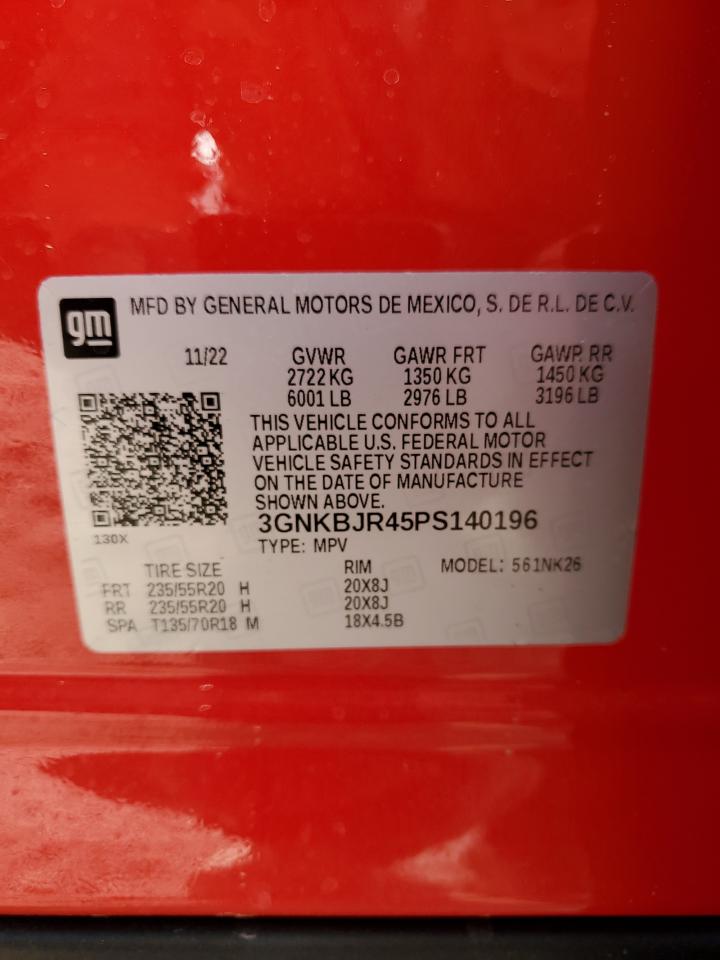 gm
MFD BY GENERAL MOTORS DE MEXICO, S. DE R.L. DE C.V.
11/22 GVWR GAWR FRT GAWR RR
2722 KG 1350 KG 1450 KG
6001 LB 2976 LB 3196 LB
THIS VEHICLE CONFORMS TO ALL
APPLICABLE U.S. FEDERAL MOTOR
VEHICLE SAFETY STANDARDS IN EFFECT
ON THE DATE OF MANUFACTURE
SHOWN ABOVE.
3GNKBJR45PS140196
130X
TYPE: MPV
TIRE SIZE RIM MODEL: 561NK26
FRT 235/55R20 H 20X8J
RR 235/55R20 H 20X8J
SPA T135/70R18 M 18X4.5B